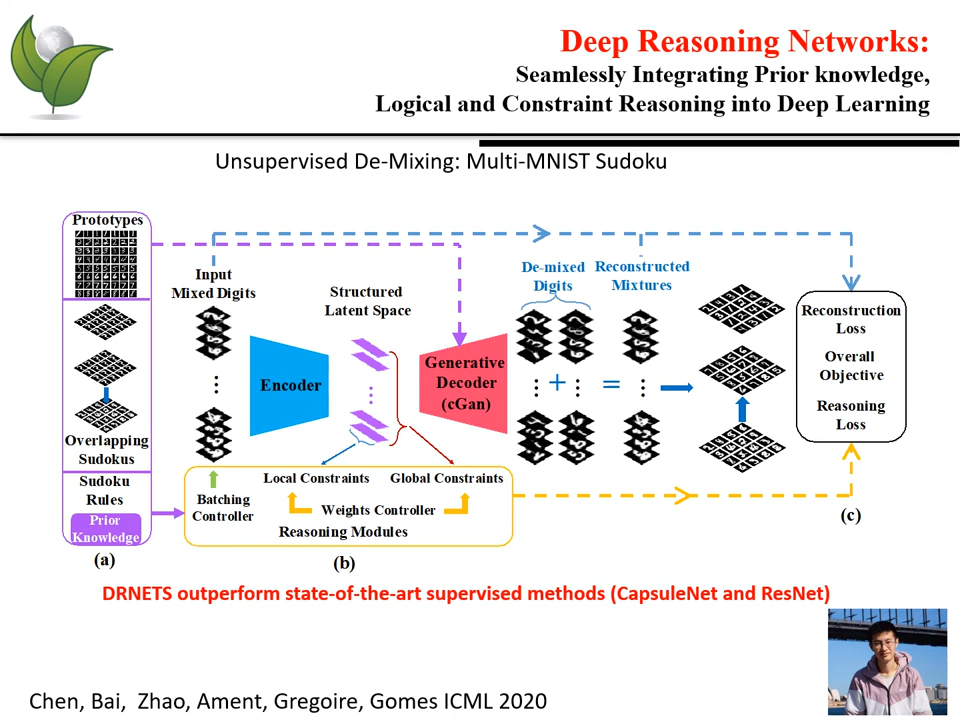 Deep Reasoning Networks:
Seamlessly Integrating Prior knowledge,
Logical and Constraint Reasoning into Deep Learning
Unsupervised De-Mixing: Multi-MNIST Sudoku
Prototypes
Overlapping
Sudokus
Sudoku
Rules
Prior
Knowledge
(a)
Input
Mixed Digits
Encoder
Structured
Latent Space
Generative
Decoder
(cGan)
De-mixed
Digits
+
=
Reconstructed
Mixtures
Batching
Controller
Local Constraints
Global Constraints
Weights Controller
Reasoning Modules
(b)
Reconstruction
Loss
Overall
Objective
Reasoning
Loss
(c)
DRNETS outperform state-of-the-art supervised methods (CapsuleNet and ResNet)
Chen, Bai, Zhao, Ament, Gregoire, Gomes ICML 2020